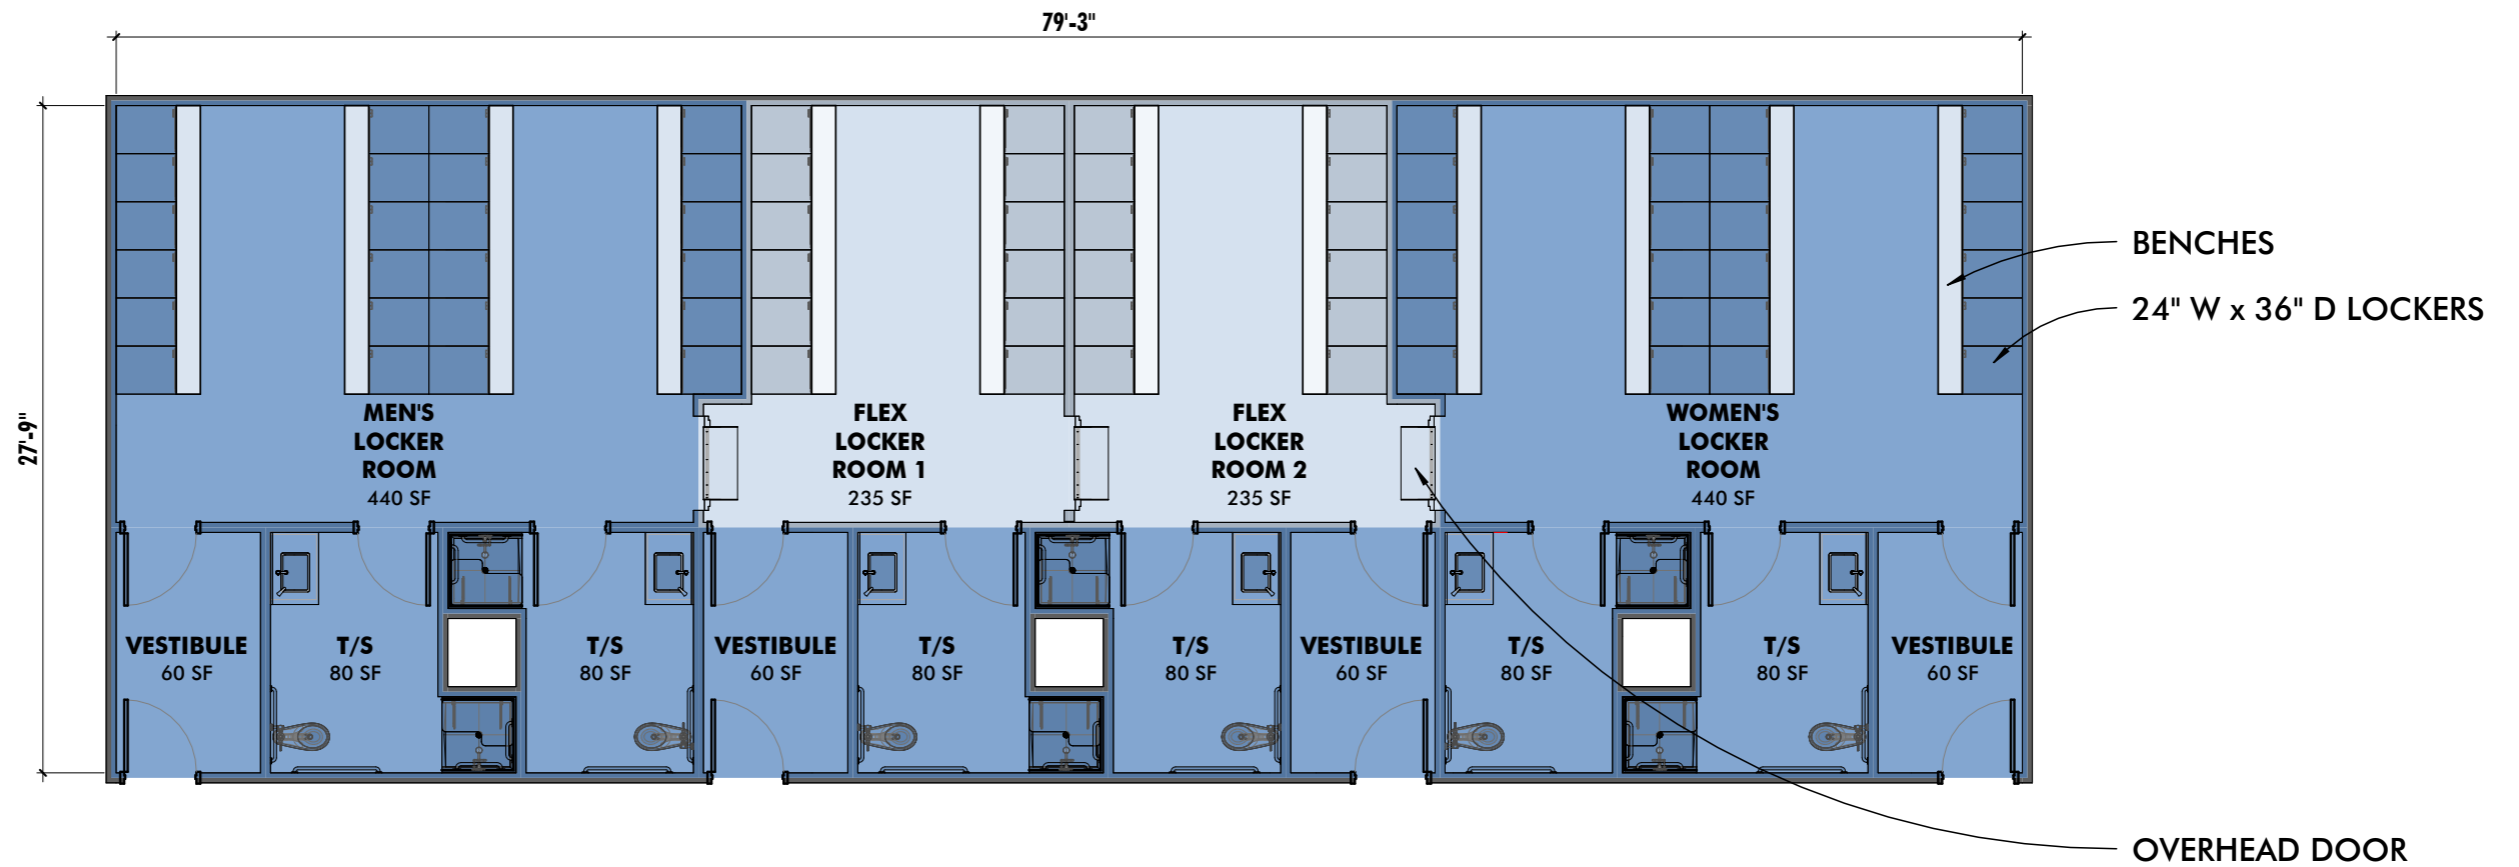 79'-3"
27'-9"
BENCHES
24" W x 36" D LOCKERS
MEN'S
LOCKER
ROOM
440 SF
FLEX
LOCKER
ROOM 1
235 SF
FLEX
LOCKER
ROOM 2
235 SF
WOMEN'S
LOCKER
ROOM
440 SF
VESTIBULE
60 SF
T/S
80 SF
T/S
80 SF
VESTIBULE
60 SF
T/S
80 SF
T/S
80 SF
VESTIBULE
60 SF
T/S
80 SF
T/S
80 SF
VESTIBULE
60 SF
OVERHEAD DOOR